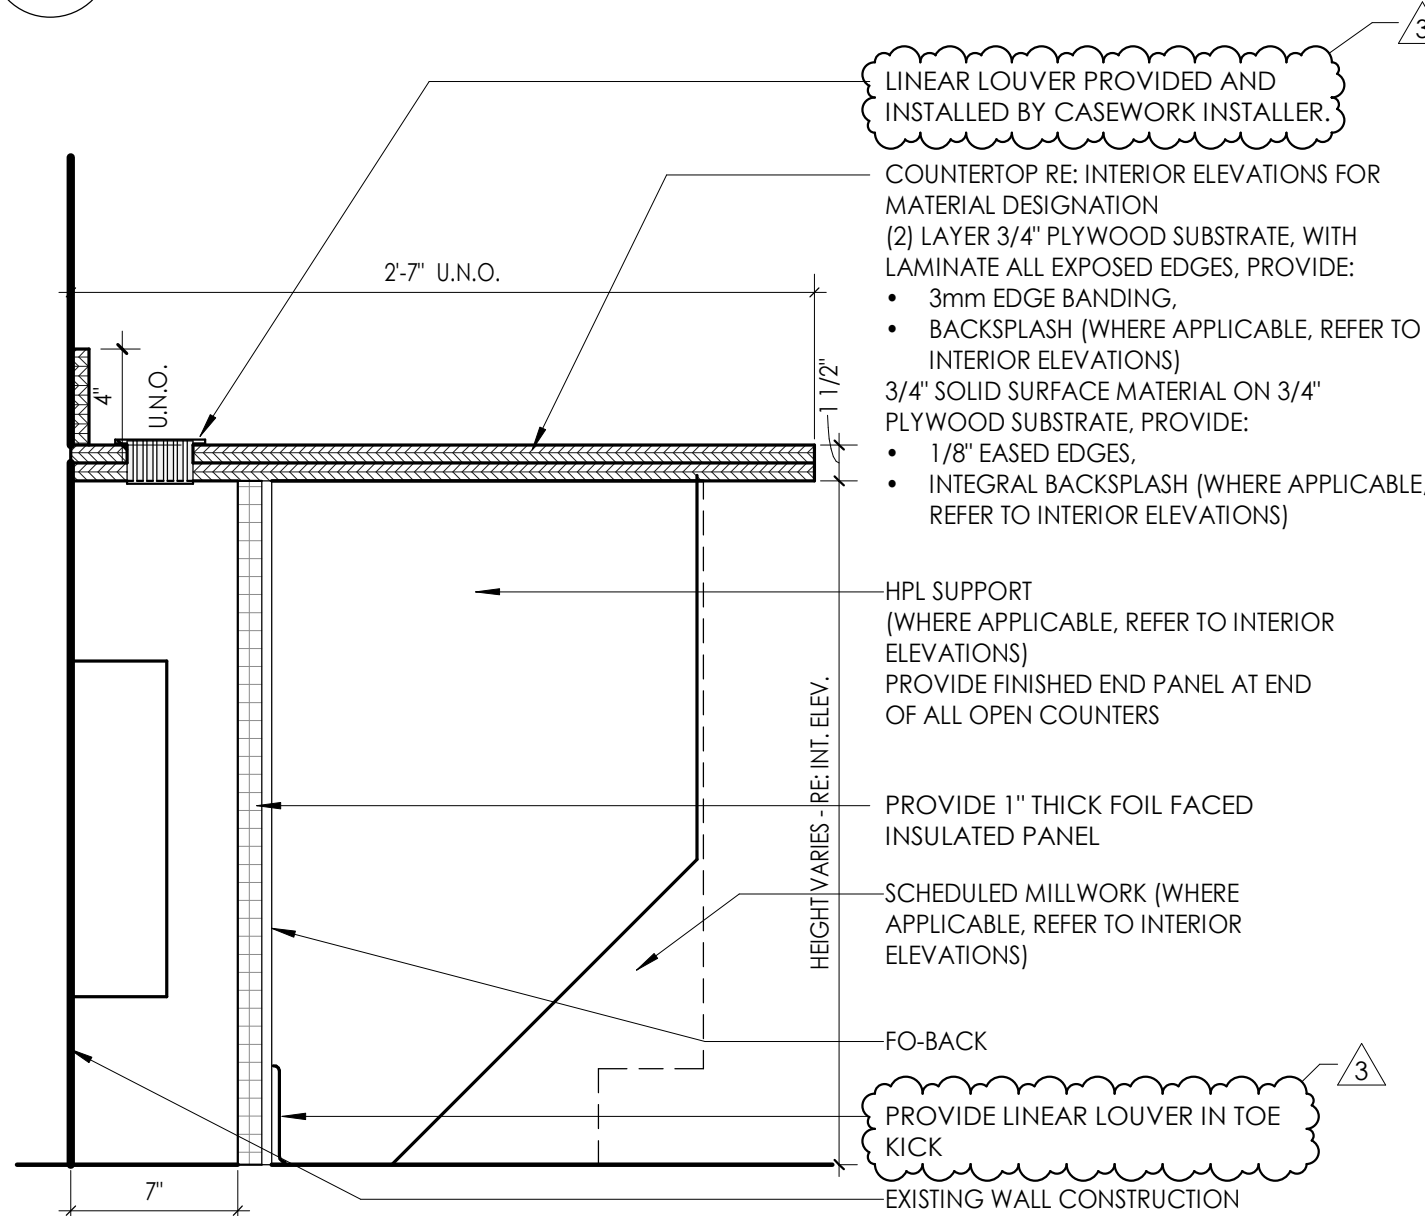 3
LINEAR LOUVER PROVIDED AND
INSTALLED BY CASEWORK INSTALLER.
COUNTERTOP RE: INTERIOR ELEVATIONS FOR
MATERIAL DESIGNATION
(2) LAYER 3/4" PLYWOOD SUBSTRATE, WITH
LAMINATE ALL EXPOSED EDGES, PROVIDE:
• 3mm EDGE BANDING,
• BACKSPLASH (WHERE APPLICABLE, REFER TO
INTERIOR ELEVATIONS)
3/4" SOLID SURFACE MATERIAL ON 3/4"
PLYWOOD SUBSTRATE, PROVIDE:
• 1/8" EASED EDGES,
• INTEGRAL BACKSPLASH (WHERE APPLICABLE,
REFER TO INTERIOR ELEVATIONS)
2'-7" U.N.O.
4"
U.N.O.
1 1/2"
HPL SUPPORT
(WHERE APPLICABLE, REFER TO INTERIOR
ELEVATIONS)
PROVIDE FINISHED END PANEL AT END
OF ALL OPEN COUNTERS
HEIGHT VARIES - RE: INT. ELEV.
PROVIDE 1" THICK FOIL FACED
INSULATED PANEL
SCHEDULED MILLWORK (WHERE
APPLICABLE, REFER TO INTERIOR
ELEVATIONS)
FO-BACK
3
PROVIDE LINEAR LOUVER IN TOE
KICK
EXISTING WALL CONSTRUCTION
7"